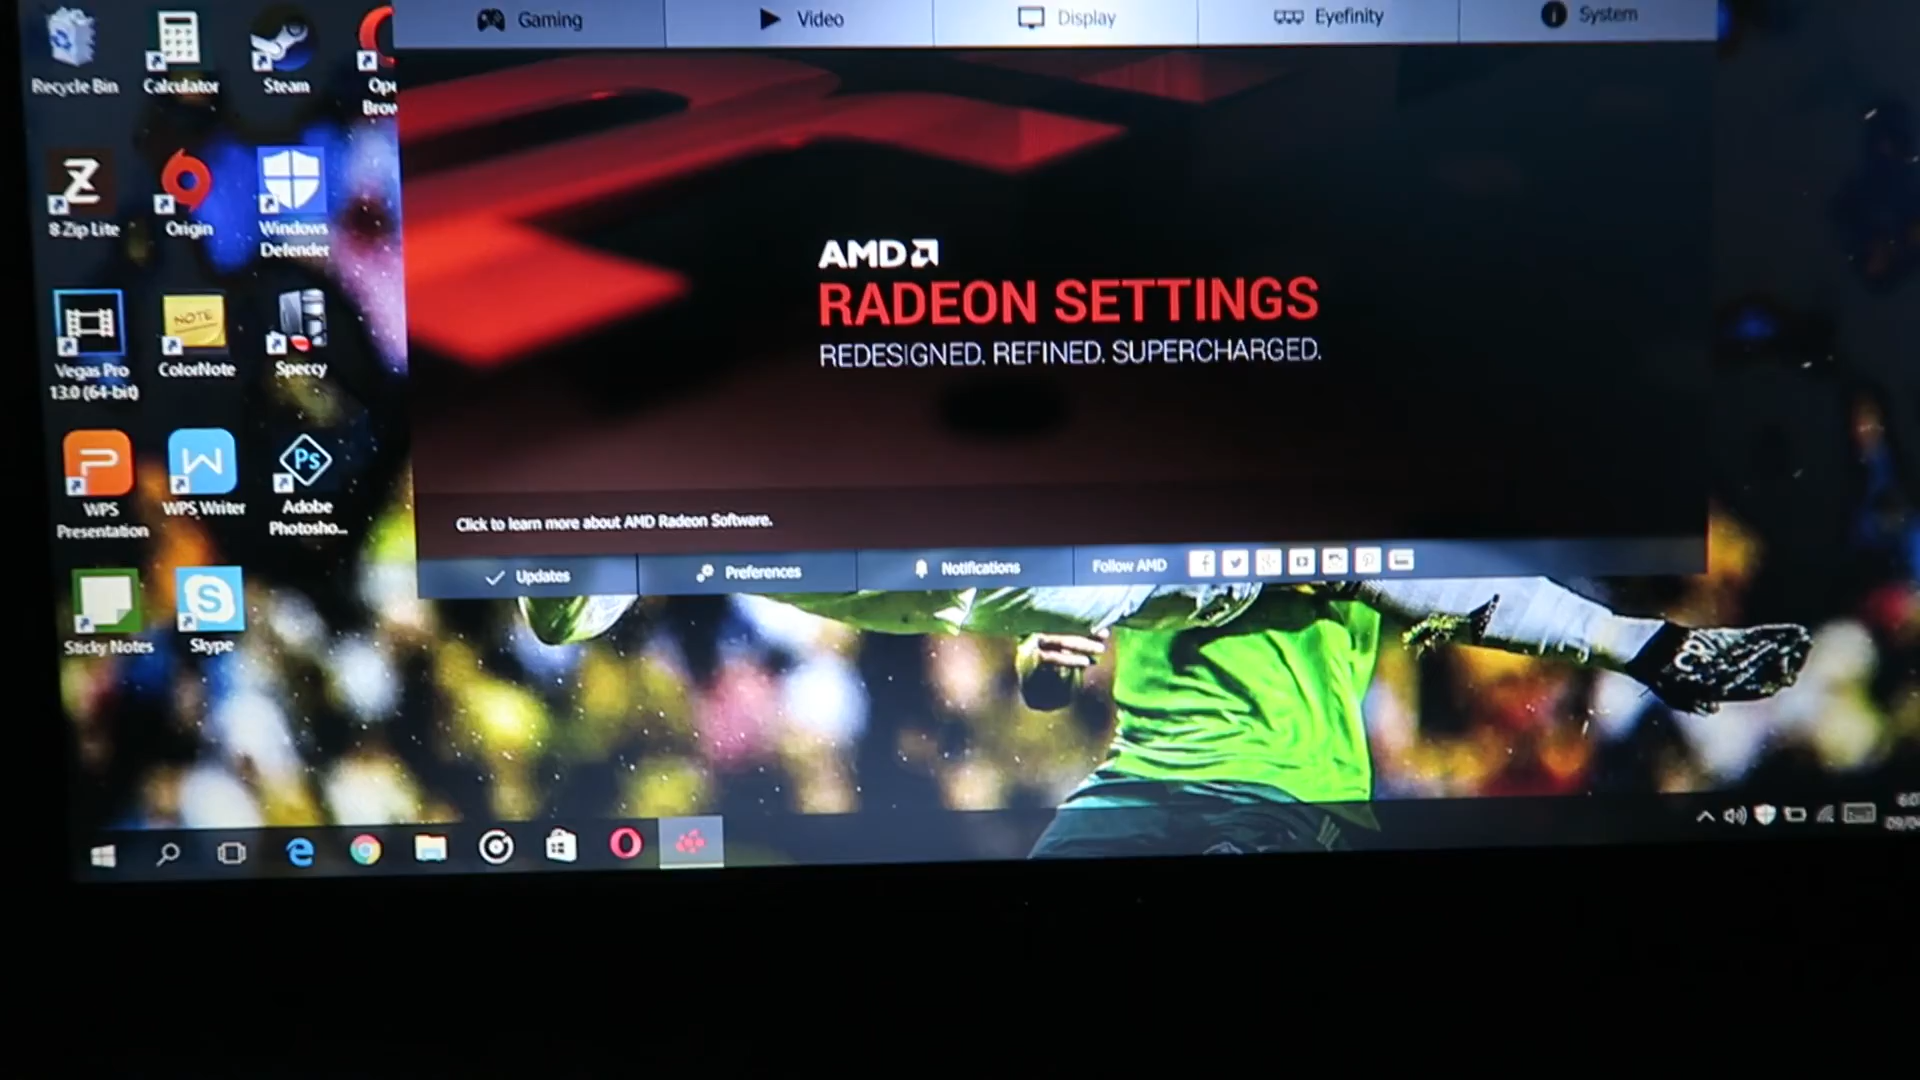 Gaming
Video
Display
Eyefinity
System
Recycle Bin
Calculator
Steam
8 Zip Lite
Origin
Windows
Defender
Vegas Pro
13.0 (64-bit)
NOTE
ColorNote
Speccy
WPS
Presentation
WPS Writer
Ps
Adobe
Photosho...
Sticky Notes
Skype
AMD
RADEON SETTINGS
REDESIGNED. REFINED. SUPERCHARGED.
Click to learn more about AMD Radeon Software.
Updates
Preferences
Notifications
Follow AMD